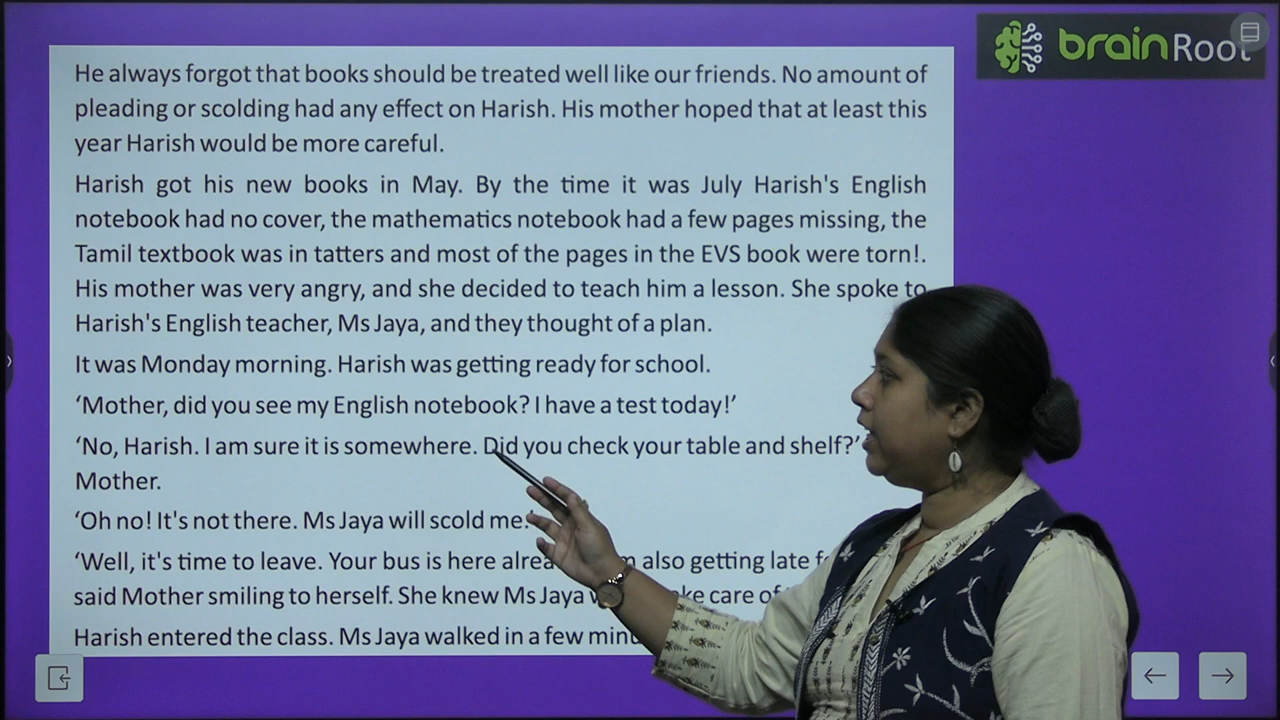 brainRoot
He always forgot that books should be treated well like our friends. No amount of
pleading or scolding had any effect on Harish. His mother hoped that at least this
year Harish would be more careful.
Harish got his new books in May. By the time it was July Harish's English
notebook had no cover, the mathematics notebook had a few pages missing, the
Tamil textbook was in tatters and most of the pages in the EVS book were torn!.
His mother was very angry, and she decided to teach him a lesson. She spoke to
Harish's English teacher, Ms Jaya, and they thought of a plan.
It was Monday morning. Harish was getting ready for school.
‘Mother, did you see my English notebook? I have a test today!’
‘No, Harish. I am sure it is somewhere. Did you check your table and shelf?’
Mother.
‘Oh no! It's not there. Ms Jaya will scold me.’
‘Well, it's time to leave. Your bus is here also getting late
said Mother smiling to herself. She knew Ms Jaya care of
Harish entered the class. Ms Jaya walked in a few